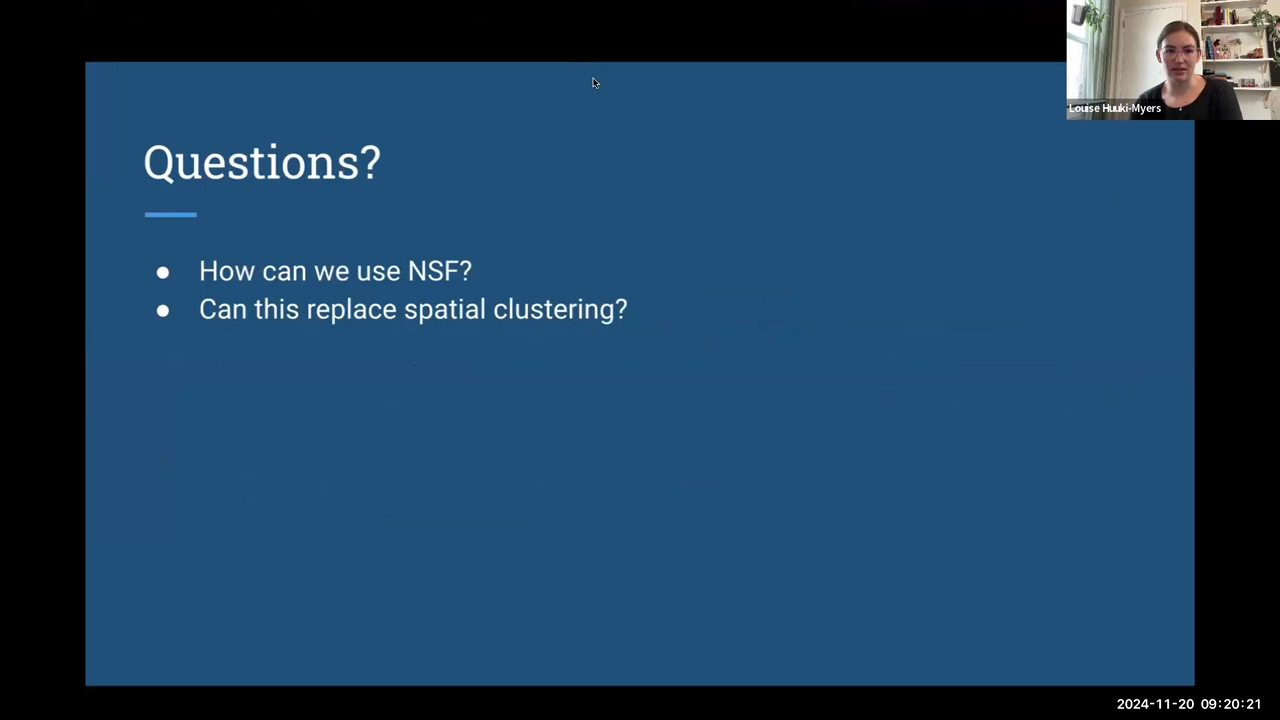 Louise Huuki-Myers
Questions?
● How can we use NSF?
● Can this replace spatial clustering?
2024-11-20 09:20:21